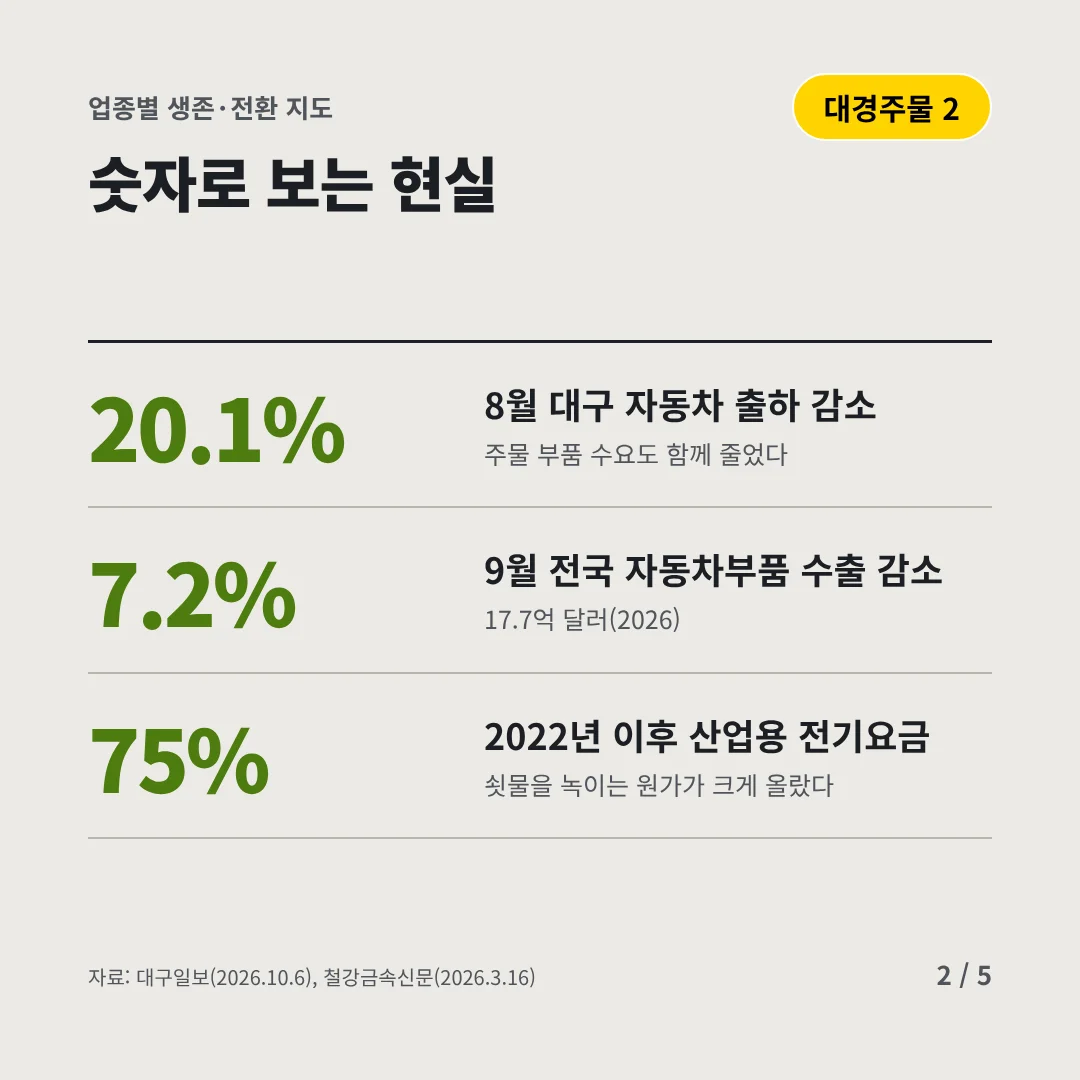 업종별 생존·전환 지도
대경주물 2
숫자로 보는 현실
20.1%
8월 대구 자동차 출하 감소
주물 부품 수요도 함께 줄었다
7.2%
9월 전국 자동차부품 수출 감소
17.7억 달러(2026)
75%
2022년 이후 산업용 전기요금
쇳물을 녹이는 원가가 크게 올랐다
자료: 대구일보(2026.10.6), 철강금속신문(2026.3.16)
2 / 5